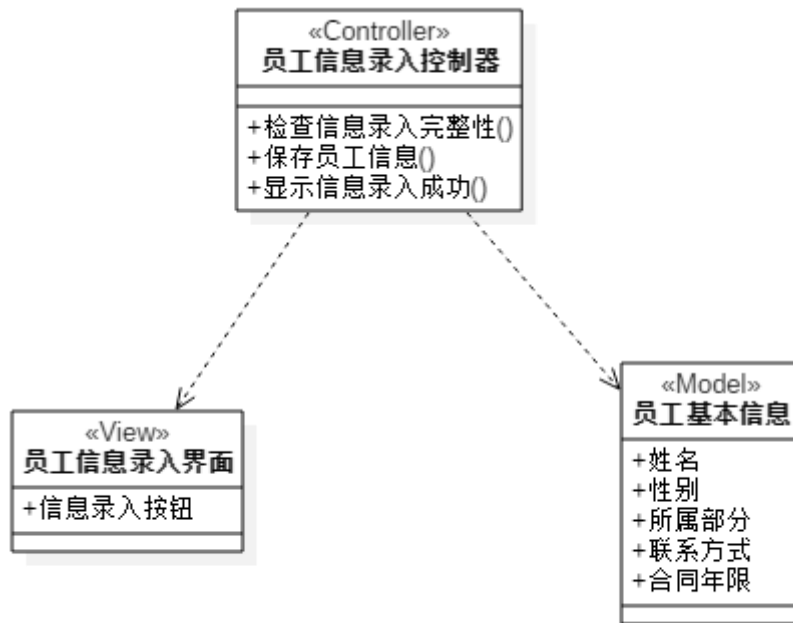 «Controller»
员工信息录入控制器
+检查信息录入完整性()
+保存员工信息()
+显示信息录入成功()
«View»
员工信息录入界面
+信息录入按钮
«Model»
员工基本信息
+姓名
+性别
+所属部分
+联系方式
+合同年限